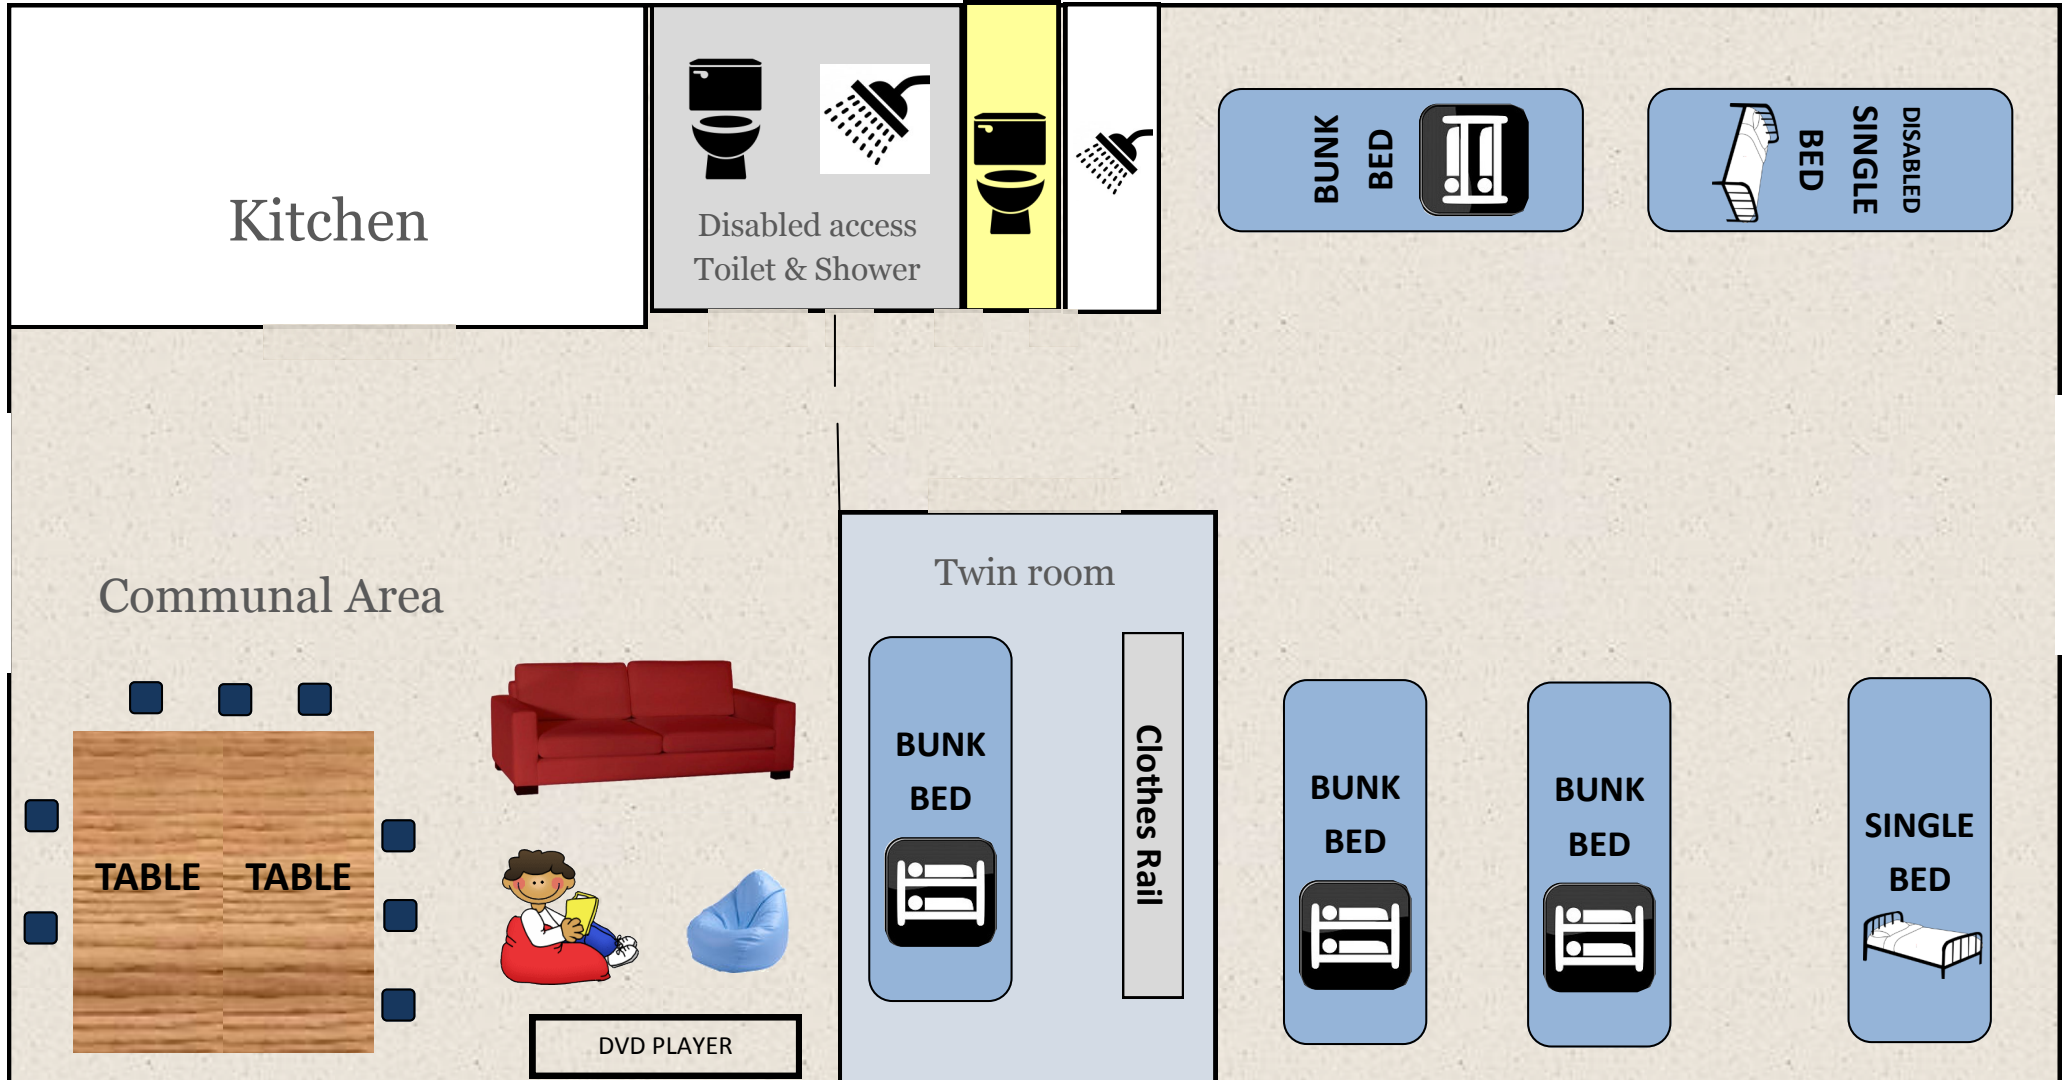 Kitchen
Disabled access
Toilet & Shower
BUNK
BED
DISABLED
SINGLE
BED
Communal Area
Twin room
TABLE
TABLE
DVD PLAYER
BUNK
BED
Clothes Rail
BUNK
BED
BUNK
BED
SINGLE
BED